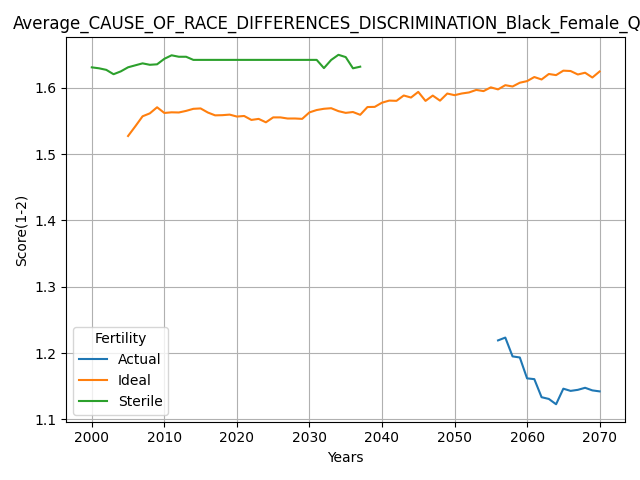 Average_CAUSE_OF_RACE_DIFFERENCES_DISCRIMINATION_Black_Female_Q
1.6
1.5
1.4
1.3
1.2
1.1
Score(1-2)
Fertility
Actual
Ideal
Sterile
2000 2010 2020 2030 2040 2050 2060 2070
Years